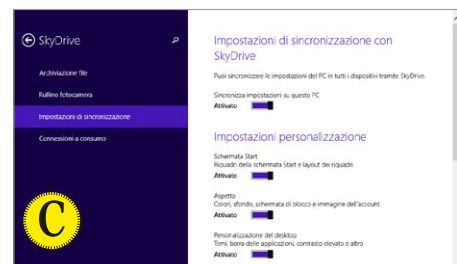 SkyDrive
Archiviazione file
Rullino fotocamera
Impostazioni di sincronizzazione
Connessioni a consumo
C
Impostazioni di sincronizzazione con
SkyDrive
Puoi sincronizzare le impostazioni del PC in tutti i dispositivi tramite SkyDrive.
Sincronizza impostazioni su questo PC
Attivato
Impostazioni personalizzazione
Schermata Start
Riquadri della schermata Start e layout dei riquadri
Attivato
Aspetto
Colori, sfondo, schermata di blocco e immagine dell'account
Attivato
Personalizzazione del desktop
Temi, barra delle applicazioni, contrasto elevato e altro
Attivato